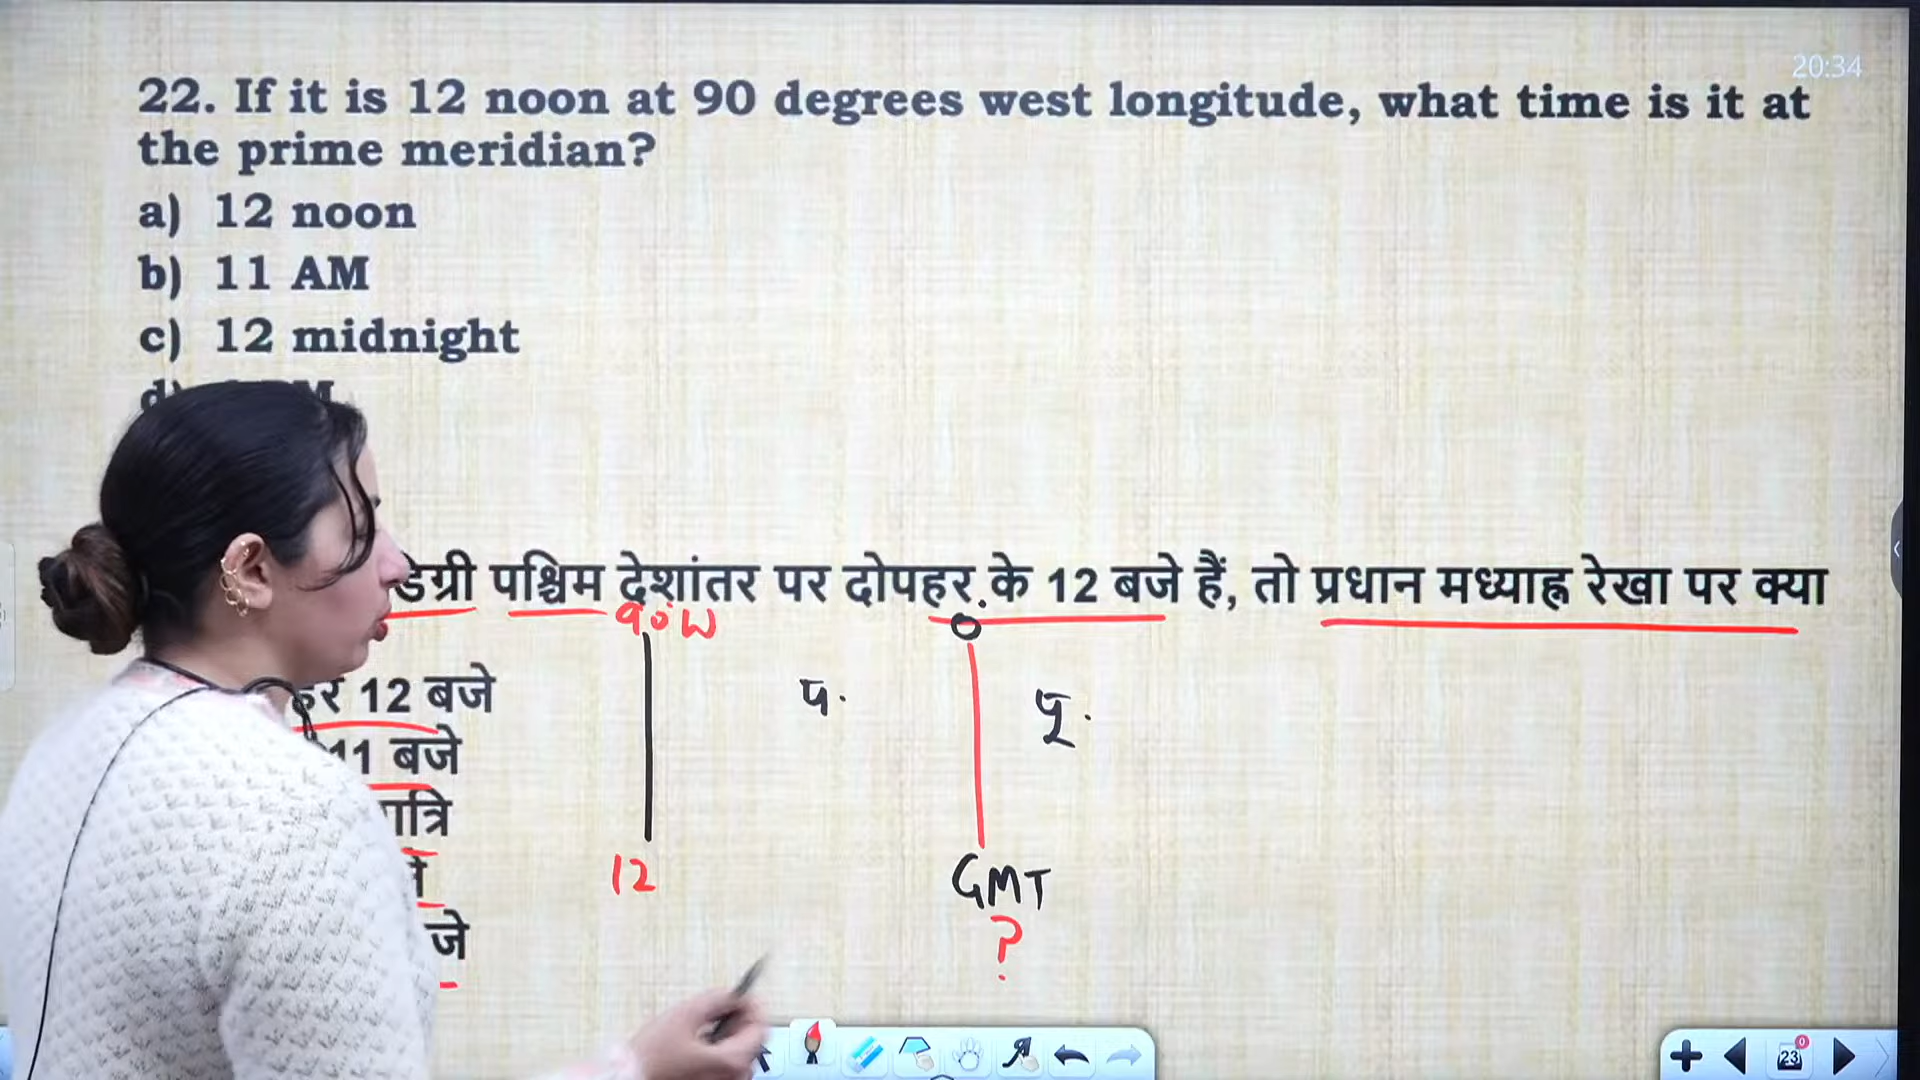 20:34
22. If it is 12 noon at 90 degrees west longitude, what time is it at
the prime meridian?
a) 12 noon
b) 11 AM
c) 12 midnight
d)
डिग्री पश्चिम देशांतर पर दोपहर के 12 बजे हैं, तो प्रधान मध्याह्न रेखा पर क्या
90° W 0
12 बजे
प. पू.
11 बजे
12 GMT
?
23
0